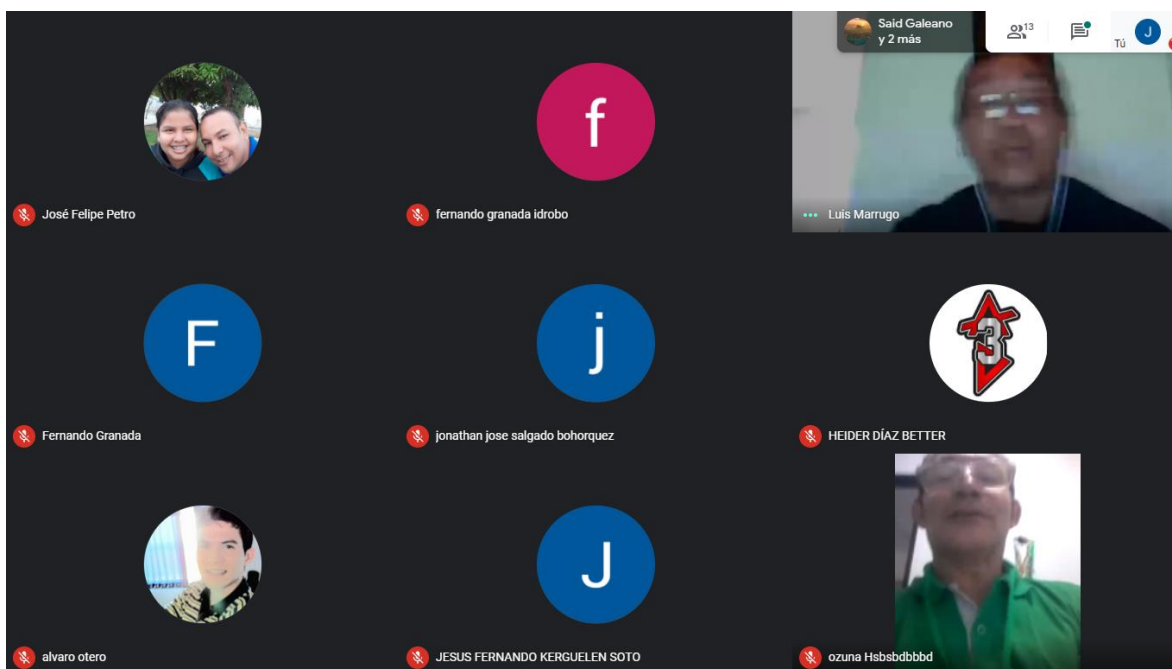 Said Galeano
y 2 más
13
Tú
J
f
José Felipe Petro
fernando granada idrobo
Luis Marrugo
F
j
3
Fernando Granada
jonathan jose salgado bohorquez
HEIDER DÍAZ BETTER
J
alvaro otero
JESUS FERNANDO KERGUELEN SOTO
ozuna Hsbsbdbbbd